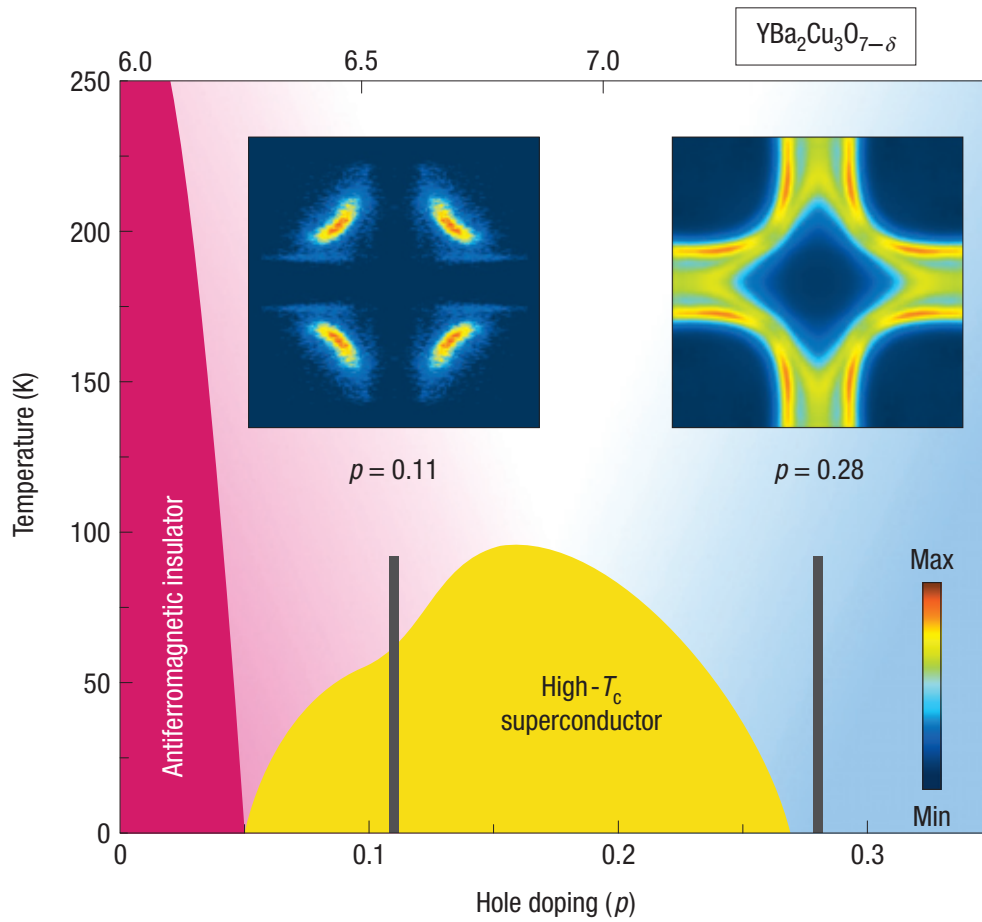 YBa₂Cu₃O₇₋δ
6.0 6.5 7.0
250
200
150
100
50
0
Temperature (K)
Antiferromagnetic insulator
p = 0.11
p = 0.28
High-Tc
superconductor
Max
Min
0 0.1 0.2 0.3
Hole doping (p)